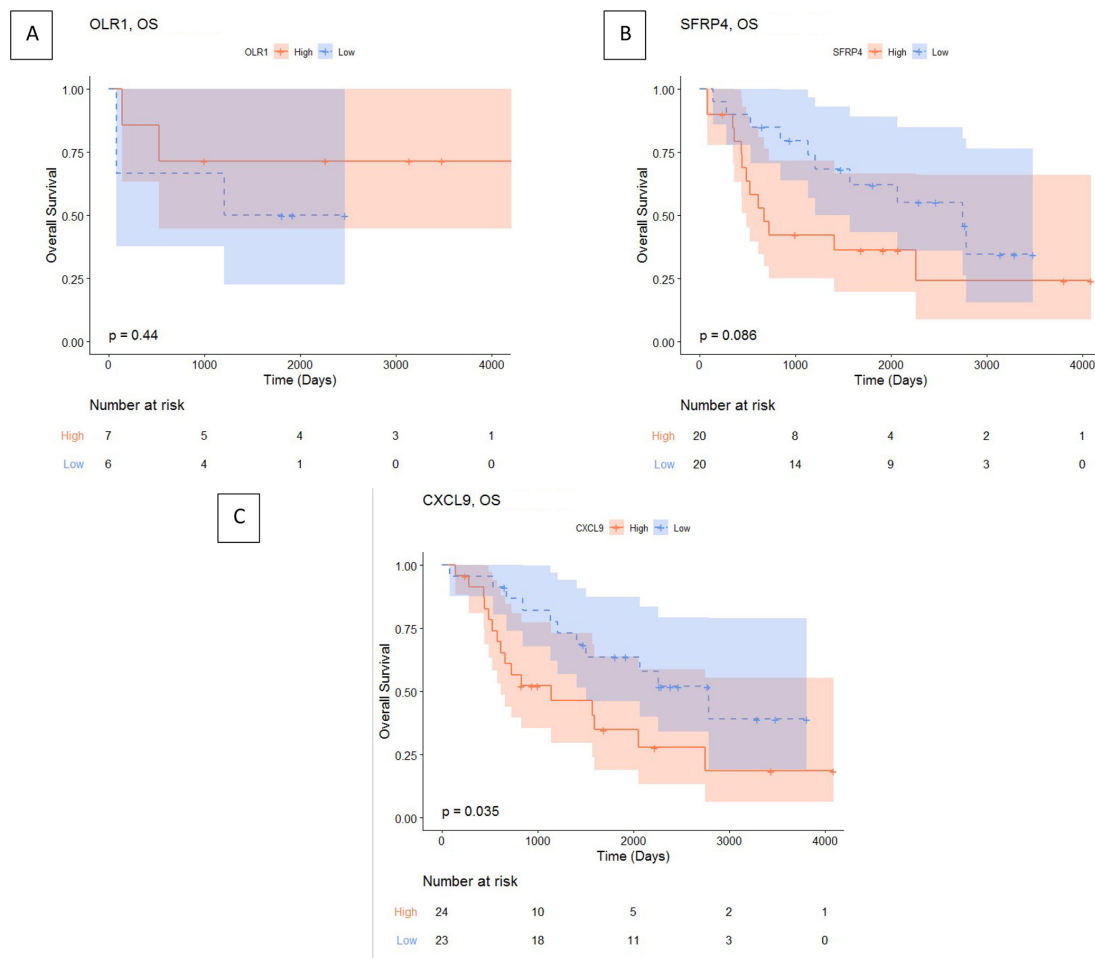 A
OLR1, OS
OLR1 High Low
Overall Survival
1.00
0.75
0.50
0.25
0.00
p = 0.44
0 1000 2000 3000 4000
Time (Days)
Number at risk
High 7 5 4 3 1
Low 6 4 1 0 0
B
SFRP4, OS
SFRP4 High Low
Overall Survival
1.00
0.75
0.50
0.25
0.00
p = 0.086
0 1000 2000 3000 4000
Time (Days)
Number at risk
High 20 8 4 2 1
Low 20 14 9 3 0
C
CXCL9, OS
CXCL9 High Low
Overall Survival
1.00
0.75
0.50
0.25
0.00
p = 0.035
0 1000 2000 3000 4000
Time (Days)
Number at risk
High 24 10 5 2 1
Low 23 18 11 3 0